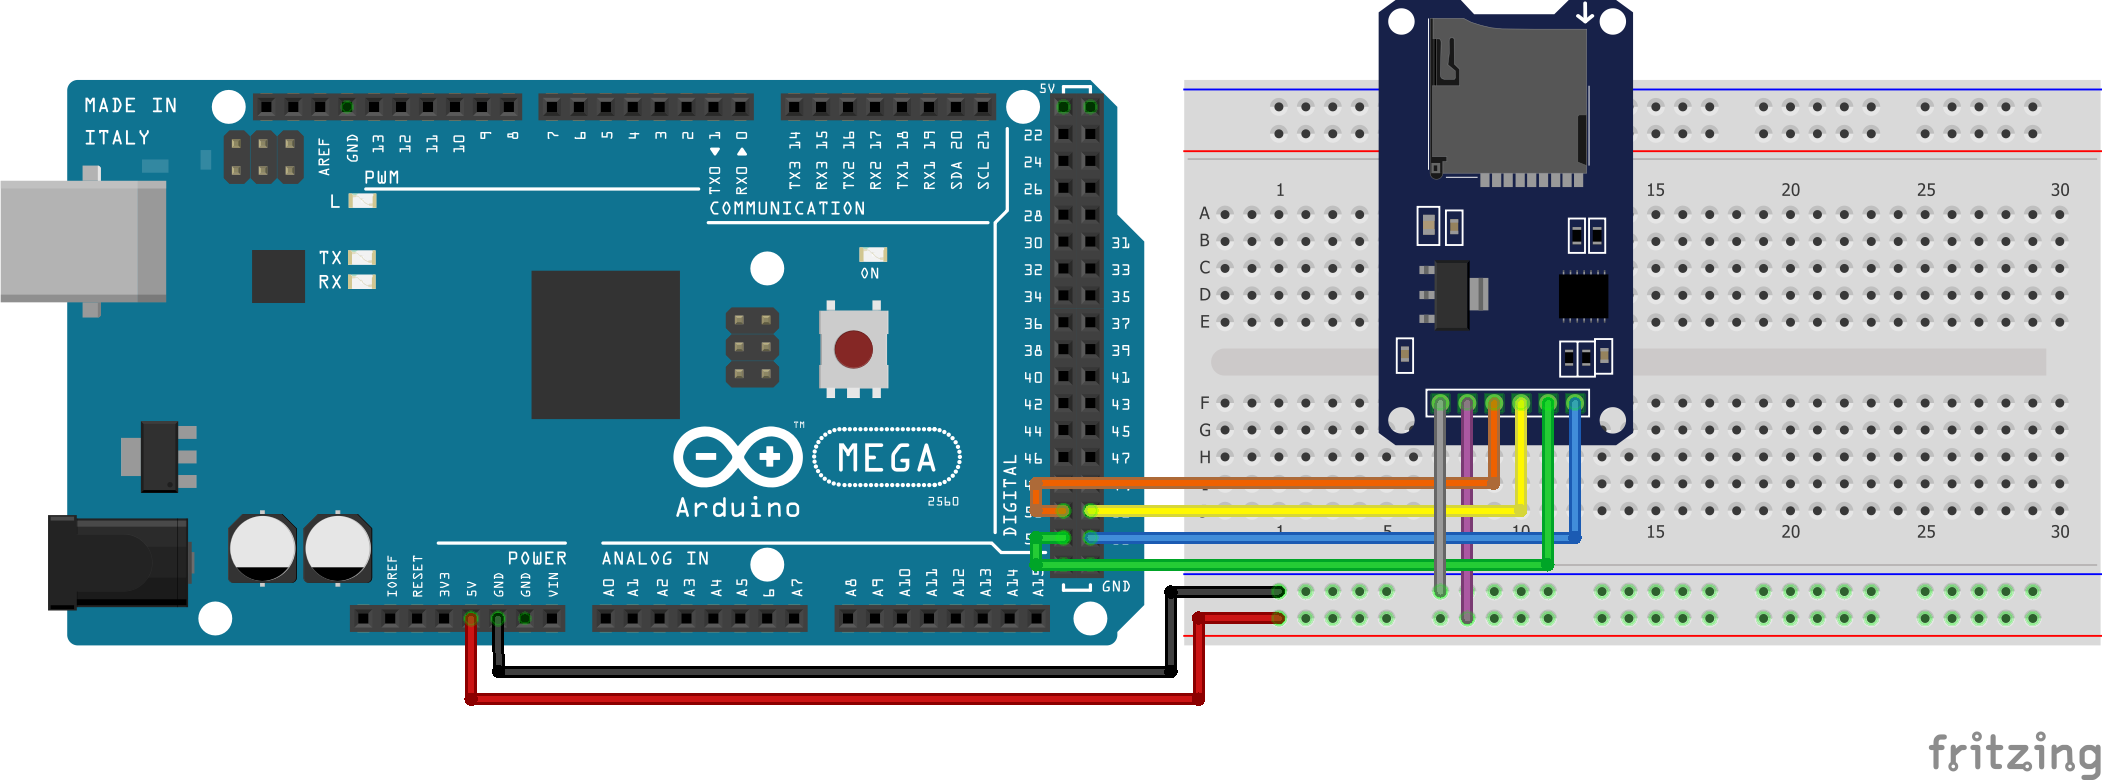 MADE IN
ITALY
AREF
GND
13
12
11
10
9
8
7
6
5
4
3
2
TX0 1
RX0 0
TX3 14
RX3 15
TX2 16
RX2 17
TX1 18
RX1 19
SDA 20
SCL 21
5V
PWM
L
COMMUNICATION
TX
RX
ON
22
24
26
28
30 31
32 33
34 35
36 37
38 39
40 41
42 43
44 45
46 47
DIGITAL
GND
TM
MEGA
Arduino
2560
POWER
ANALOG IN
IOREF
RESET
3V3
5V
GND
GND
VIN
A0
A1
A2
A3
A4
A5
6
A7
A8
A9
A10
A11
A12
A13
A14
1 15 20 25 30
A
B
C
D
E
F
G
H
1 5 10 15 20 25 30
fritzing